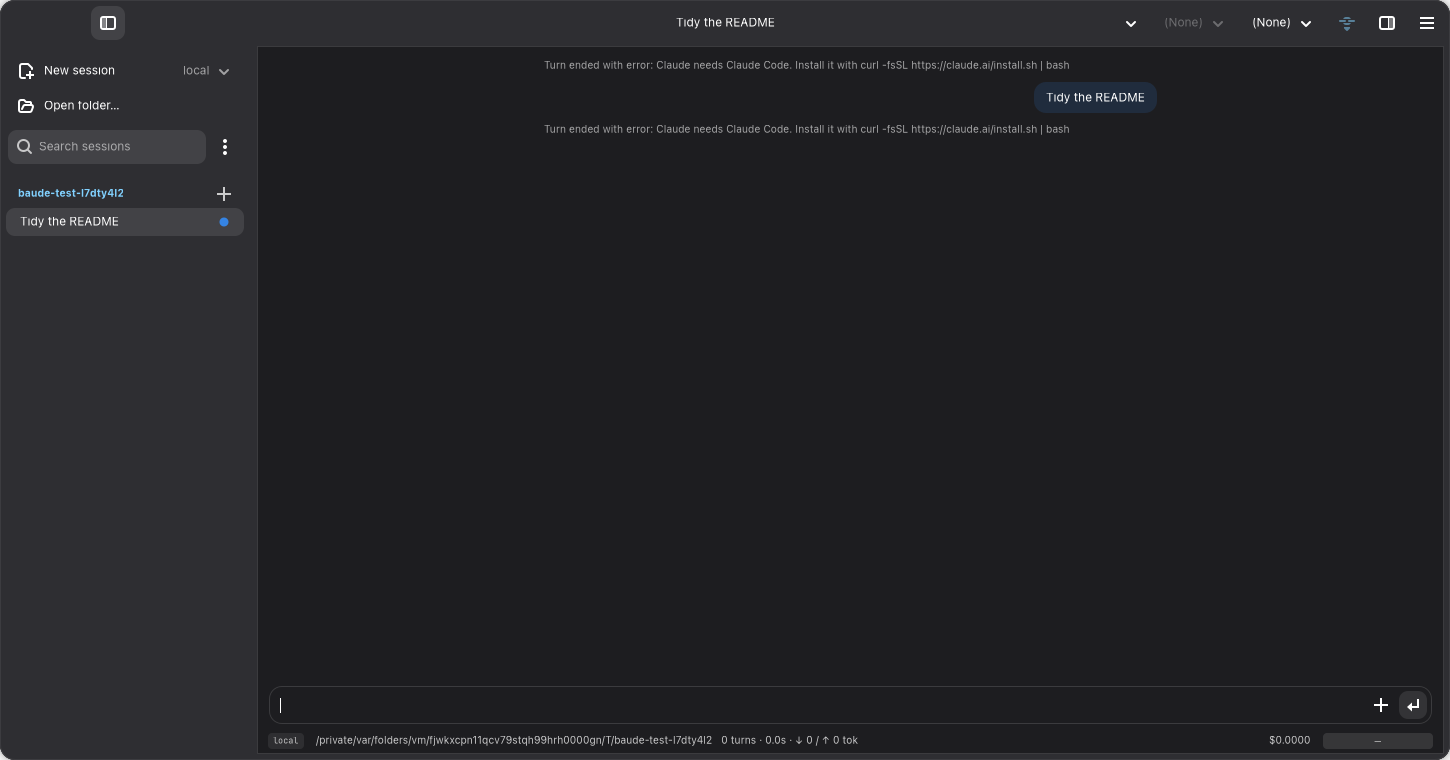 Tidy the README
(None)
(None)
New session
local
Open folder...
Search sessions
baude-test-l7dty4l2
Tidy the README
Turn ended with error: Claude needs Claude Code. Install it with curl -fsSL https://claude.ai/install.sh | bash
Tidy the README
Turn ended with error: Claude needs Claude Code. Install it with curl -fsSL https://claude.ai/install.sh | bash
local /private/var/folders/vm/fjwkxcpn11qcv79stqh99hrh0000gn/T/baude-test-l7dty4l2 0 turns · 0.0s · ↓ 0 / ↑ 0 tok $0.0000 –